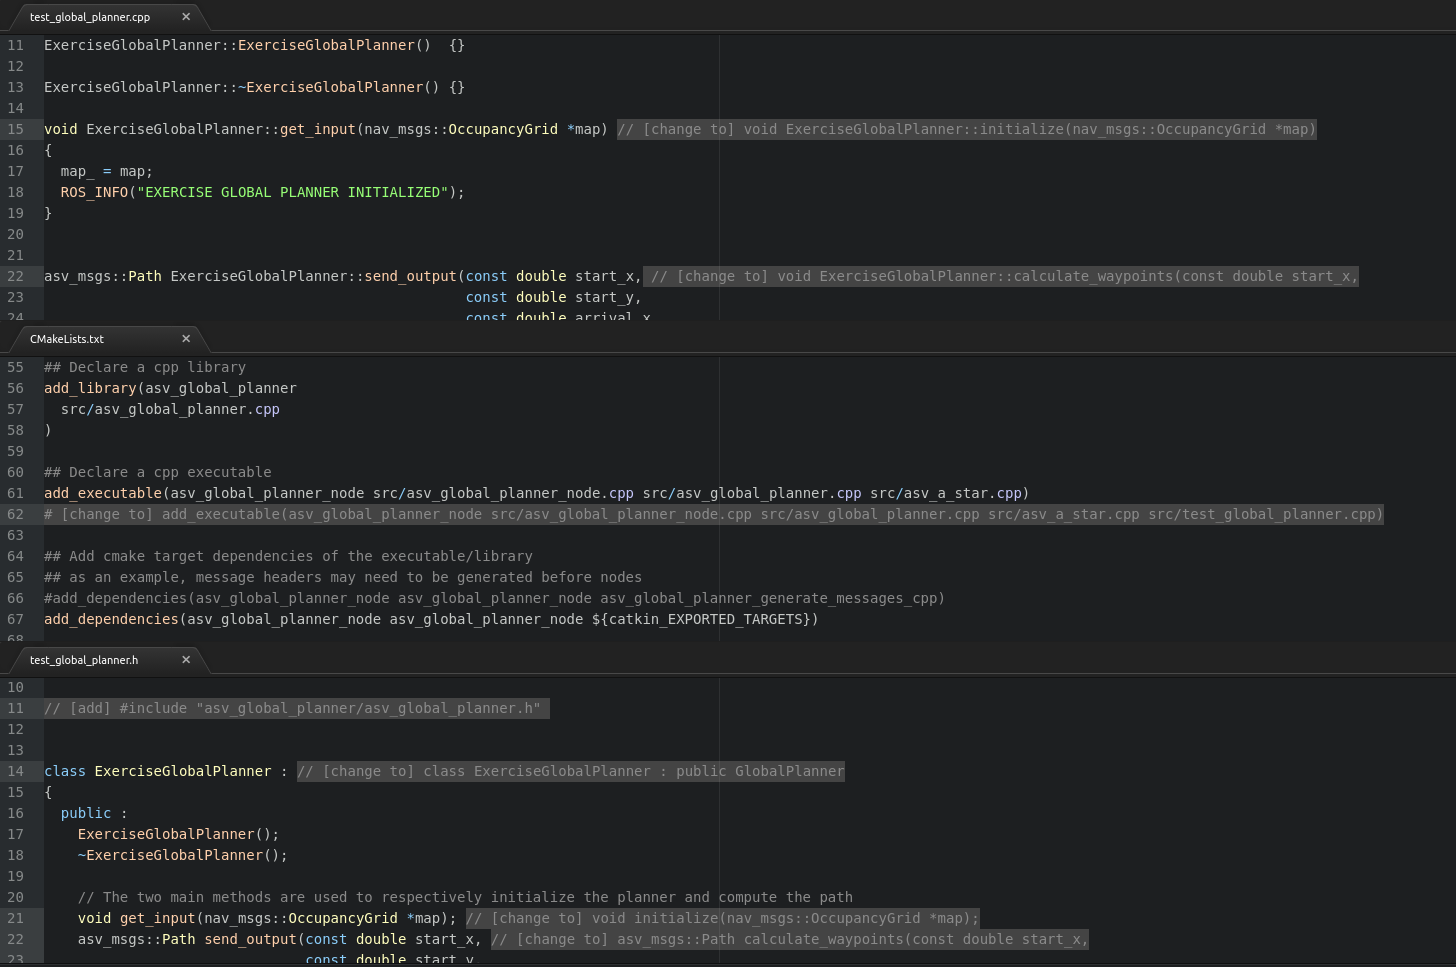 test_global_planner.cpp ×
11 ExerciseGlobalPlanner::ExerciseGlobalPlanner()  {}
12
13 ExerciseGlobalPlanner::~ExerciseGlobalPlanner() {}
14
15 void ExerciseGlobalPlanner::get_input(nav_msgs::OccupancyGrid *map) // [change to] void ExerciseGlobalPlanner::initialize(nav_msgs::OccupancyGrid *map)
16 {
17   map_ = map;
18   ROS_INFO("EXERCISE GLOBAL PLANNER INITIALIZED");
19 }
20
21
22 asv_msgs::Path ExerciseGlobalPlanner::send_output(const double start_x, // [change to] void ExerciseGlobalPlanner::calculate_waypoints(const double start_x,
23                                                   const double start_y,
24                                                   const double arrival_x
CMakeLists.txt ×
55 ## Declare a cpp library
56 add_library(asv_global_planner
57   src/asv_global_planner.cpp
58 )
59
60 ## Declare a cpp executable
61 add_executable(asv_global_planner_node src/asv_global_planner_node.cpp src/asv_global_planner.cpp src/asv_a_star.cpp)
62 # [change to] add_executable(asv_global_planner_node src/asv_global_planner_node.cpp src/asv_global_planner.cpp src/asv_a_star.cpp src/test_global_planner.cpp)
63
64 ## Add cmake target dependencies of the executable/library
65 ## as an example, message headers may need to be generated before nodes
66 #add_dependencies(asv_global_planner_node asv_global_planner_node asv_global_planner_generate_messages_cpp)
67 add_dependencies(asv_global_planner_node asv_global_planner_node ${catkin_EXPORTED_TARGETS})
68
test_global_planner.h ×
10
11 // [add] #include "asv_global_planner/asv_global_planner.h"
12
13
14 class ExerciseGlobalPlanner : // [change to] class ExerciseGlobalPlanner : public GlobalPlanner
15 {
16   public :
17     ExerciseGlobalPlanner();
18     ~ExerciseGlobalPlanner();
19
20     // The two main methods are used to respectively initialize the planner and compute the path
21     void get_input(nav_msgs::OccupancyGrid *map); // [change to] void initialize(nav_msgs::OccupancyGrid *map);
22     asv_msgs::Path send_output(const double start_x, // [change to] asv_msgs::Path calculate_waypoints(const double start_x,
23                                const double start_y